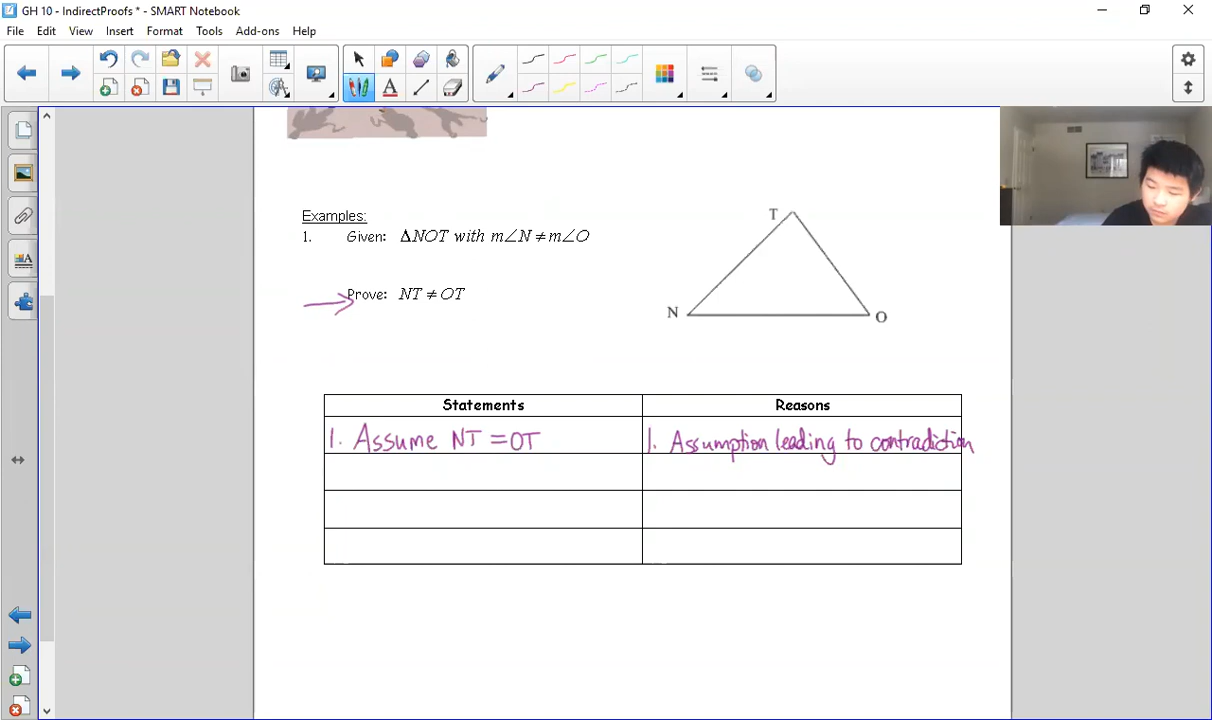 GH 10 - IndirectProofs * - SMART Notebook
File Edit View Insert Format Tools Add-ons Help
Examples:
1. Given: ΔNOT with m∠N ≠ m∠O
Prove: NT ≠ OT
T
N
O
Statements Reasons
1. Assume NT = OT 1. Assumption leading to contradiction